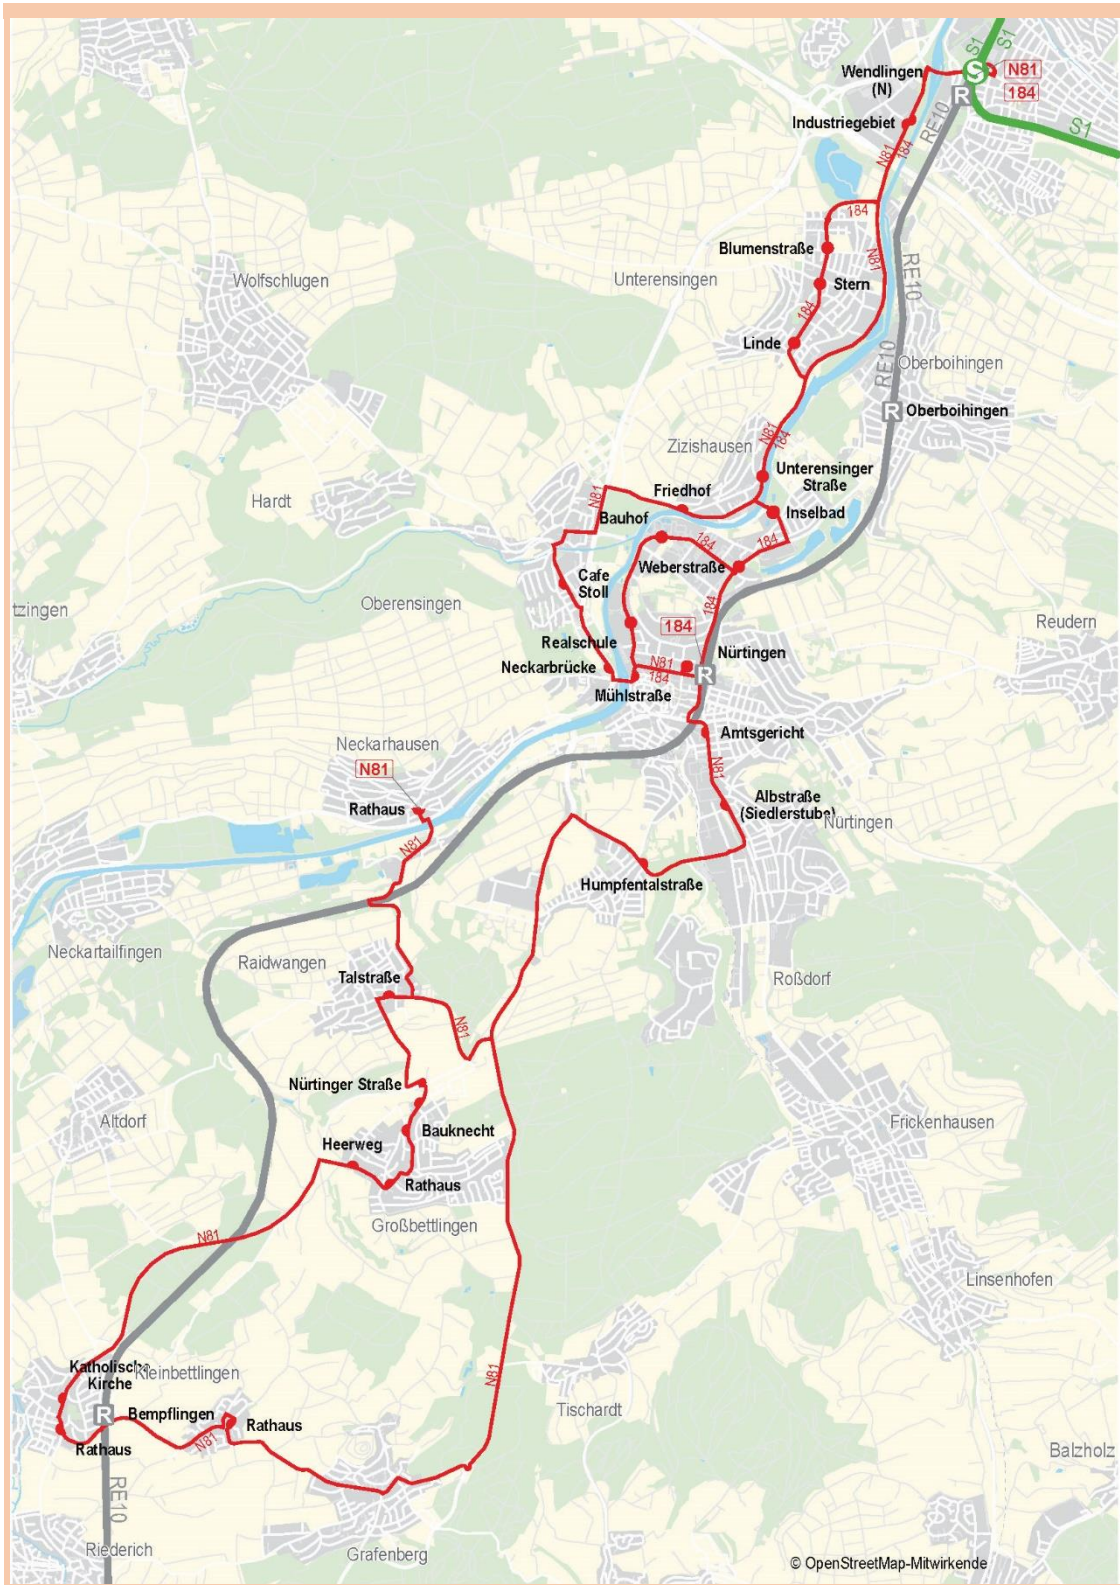 S1
S1
Wendlingen
(N)
S
N81
184
R
RE10
S1
Industriegebiet
N81
184
184
Blumenstraße
N81
RE10
Wolfschlugen
Unterensingen
Stern
184
Linde
RE10
Oberboihingen
R
Oberboihingen
N81
184
Zizishausen
Unterensinger
Straße
Hardt
N81
Friedhof
Inselbad
Bauhof
184
184
Weberstraße
Cafe
Stoll
Oberensingen
184
tzingen
Reudern
184
Realschule
Nürtingen
Neckarbrücke
N81
184
R
Mühlstraße
Amtsgericht
Neckarhausen
N81
N81
Rathaus
Albstraße
(Siedlerstube)
Nürtingen
N81
Humpfentalstraße
Neckartailfingen
Raidwangen
Talstraße
Roßdorf
N81
Nürtinger Straße
Altdorf
Bauknecht
Frickenhausen
Heerweg
Rathaus
N81
Großbettlingen
N81
Linsenhofen
Katholische
Kirche
Kleinbettlingen
N81
R
Bempflingen
Rathaus
Tischardt
Rathaus
N81
Balzholz
RE10
Riederich
Grafenberg
© OpenStreetMap-Mitwirkende